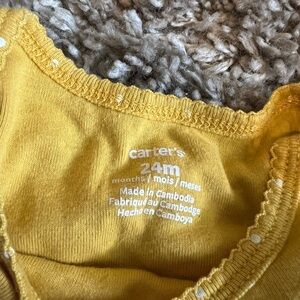 carter's
24m
months / mois / meses
Made in Cambodia
Fabriqué au Cambodge
Hecho en Camboya